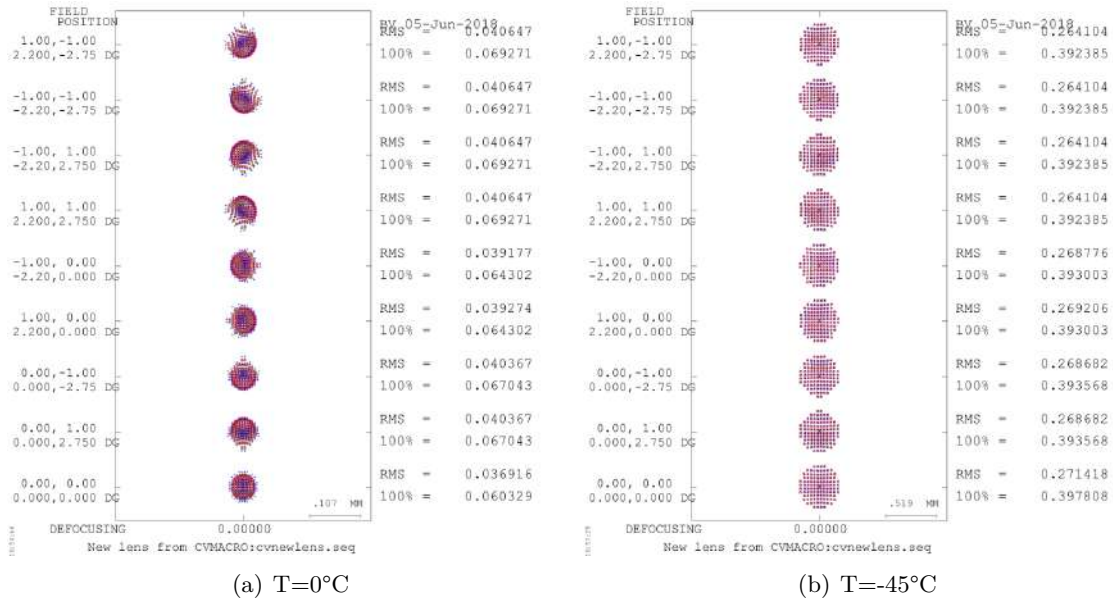 FIELD
POSITION
BV 05-Jun-2018
1.00,-1.00
2.200,-2.75 DG
RMS = 0.040647
100% = 0.069271
-1.00,-1.00
-2.20,-2.75 DG
RMS = 0.040647
100% = 0.069271
-1.00, 1.00
-2.20,2.750 DG
RMS = 0.040647
100% = 0.069271
1.00, 1.00
2.200,2.750 DG
RMS = 0.040647
100% = 0.069271
-1.00, 0.00
-2.20,0.000 DG
RMS = 0.039177
100% = 0.064302
1.00, 0.00
2.200,0.000 DG
RMS = 0.039274
100% = 0.064302
0.00,-1.00
0.000,-2.75 DG
RMS = 0.040367
100% = 0.067043
0.00, 1.00
0.000,2.750 DG
RMS = 0.040367
100% = 0.067043
0.00, 0.00
0.000,0.000 DG
RMS = 0.036916
100% = 0.060329
.107 MM
DEFOCUSING 0.00000
New lens from CVMACRO:cvnewlens.seq
(a) T=0°C
FIELD
POSITION
BV 05-Jun-2018
1.00,-1.00
2.200,-2.75 DG
RMS = 0.264104
100% = 0.392385
-1.00,-1.00
-2.20,-2.75 DG
RMS = 0.264104
100% = 0.392385
-1.00, 1.00
-2.20,2.750 DG
RMS = 0.264104
100% = 0.392385
1.00, 1.00
2.200,2.750 DG
RMS = 0.264104
100% = 0.392385
-1.00, 0.00
-2.20,0.000 DG
RMS = 0.268776
100% = 0.393003
1.00, 0.00
2.200,0.000 DG
RMS = 0.269206
100% = 0.393003
0.00,-1.00
0.000,-2.75 DG
RMS = 0.268682
100% = 0.393568
0.00, 1.00
0.000,2.750 DG
RMS = 0.268682
100% = 0.393568
0.00, 0.00
0.000,0.000 DG
RMS = 0.271418
100% = 0.397808
.519 MM
DEFOCUSING 0.00000
New lens from CVMACRO:cvnewlens.seq
(b) T=-45°C